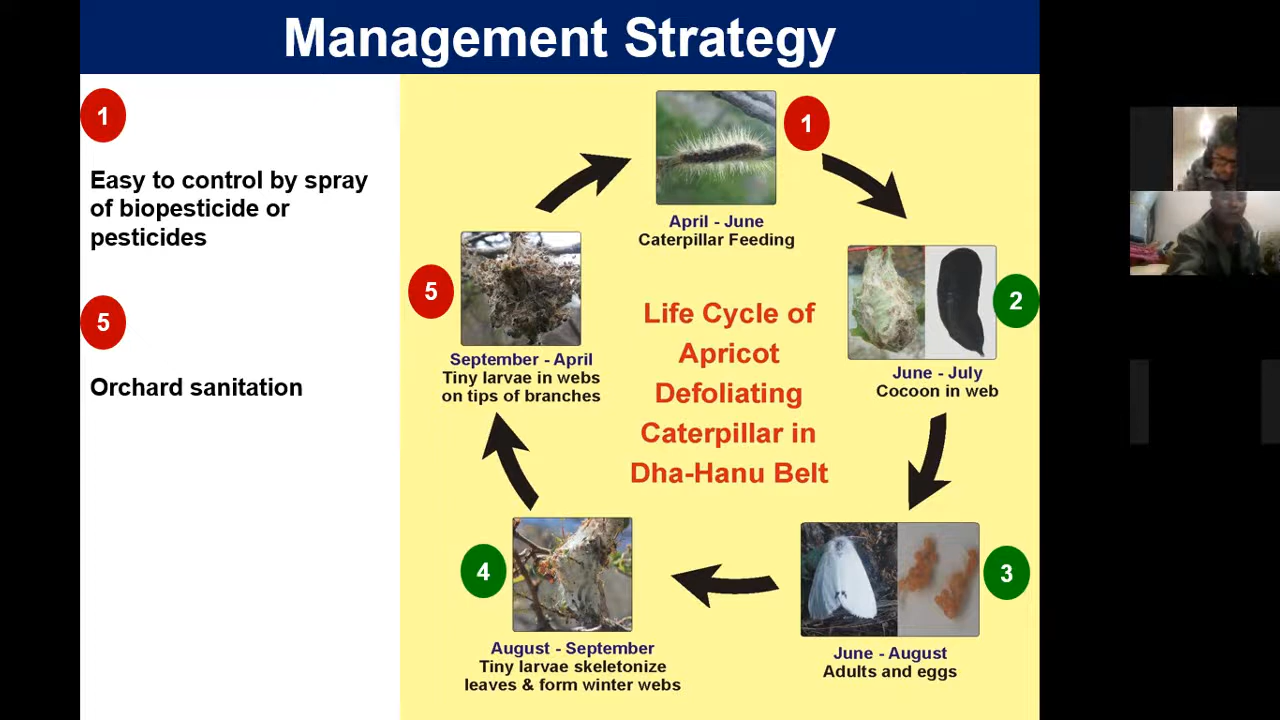 Management Strategy
1
Easy to control by spray
of biopesticide or
pesticides
5
Orchard sanitation
1
April - June
Caterpillar Feeding
2
June - July
Cocoon in web
3
June - August
Adults and eggs
4
August - September
Tiny larvae skeletonize
leaves & form winter webs
5
September - April
Tiny larvae in webs
on tips of branches
Life Cycle of
Apricot
Defoliating
Caterpillar in
Dha-Hanu Belt